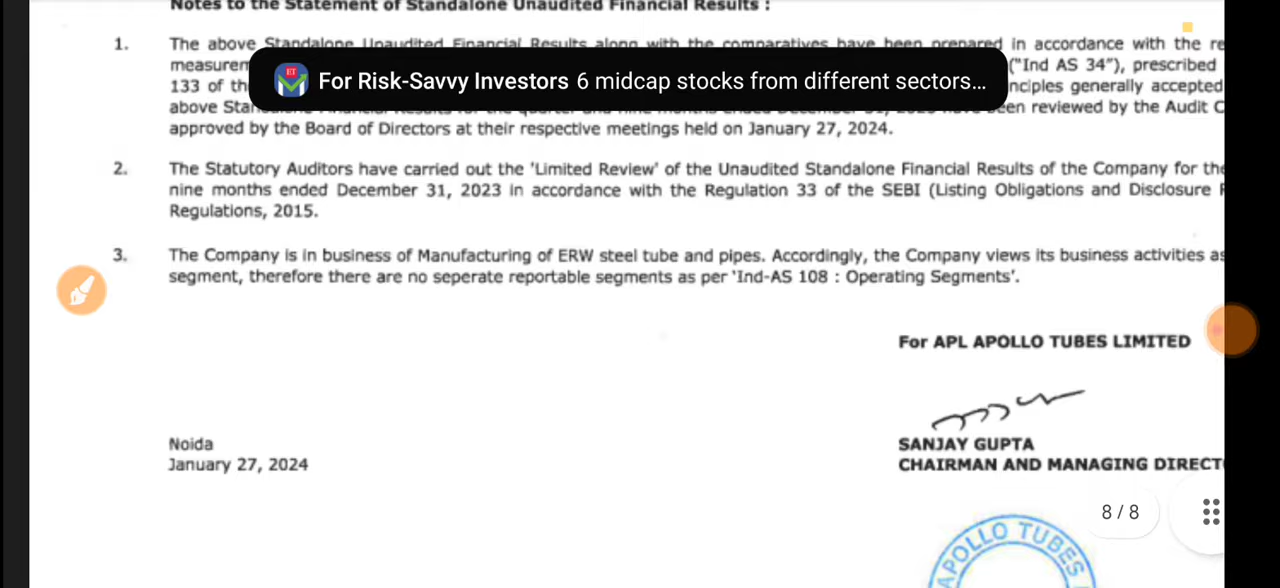 Notes to the Statement of Standalone Unaudited Financial Results :
1. The above Standalone Unaudited Financial Results along with the comparatives have been prepared in accordance with the re
measurem ("Ind AS 34"), prescribed
For Risk-Savvy Investors 6 midcap stocks from different sectors...
133 of th nciples generally accepted
above Stan been reviewed by the Audit C
approved by the Board of Directors at their respective meetings held on January 27, 2024.
2. The Statutory Auditors have carried out the 'Limited Review' of the Unaudited Standalone Financial Results of the Company for the
nine months ended December 31, 2023 in accordance with the Regulation 33 of the SEBI (Listing Obligations and Disclosure R
Regulations, 2015.
3. The Company is in business of Manufacturing of ERW steel tube and pipes. Accordingly, the Company views its business activities as
segment, therefore there are no seperate reportable segments as per 'Ind-AS 108 : Operating Segments'.
For APL APOLLO TUBES LIMITED
Noida
January 27, 2024
SANJAY GUPTA
CHAIRMAN AND MANAGING DIRECT
8 / 8
APOLLO TUBES
ET